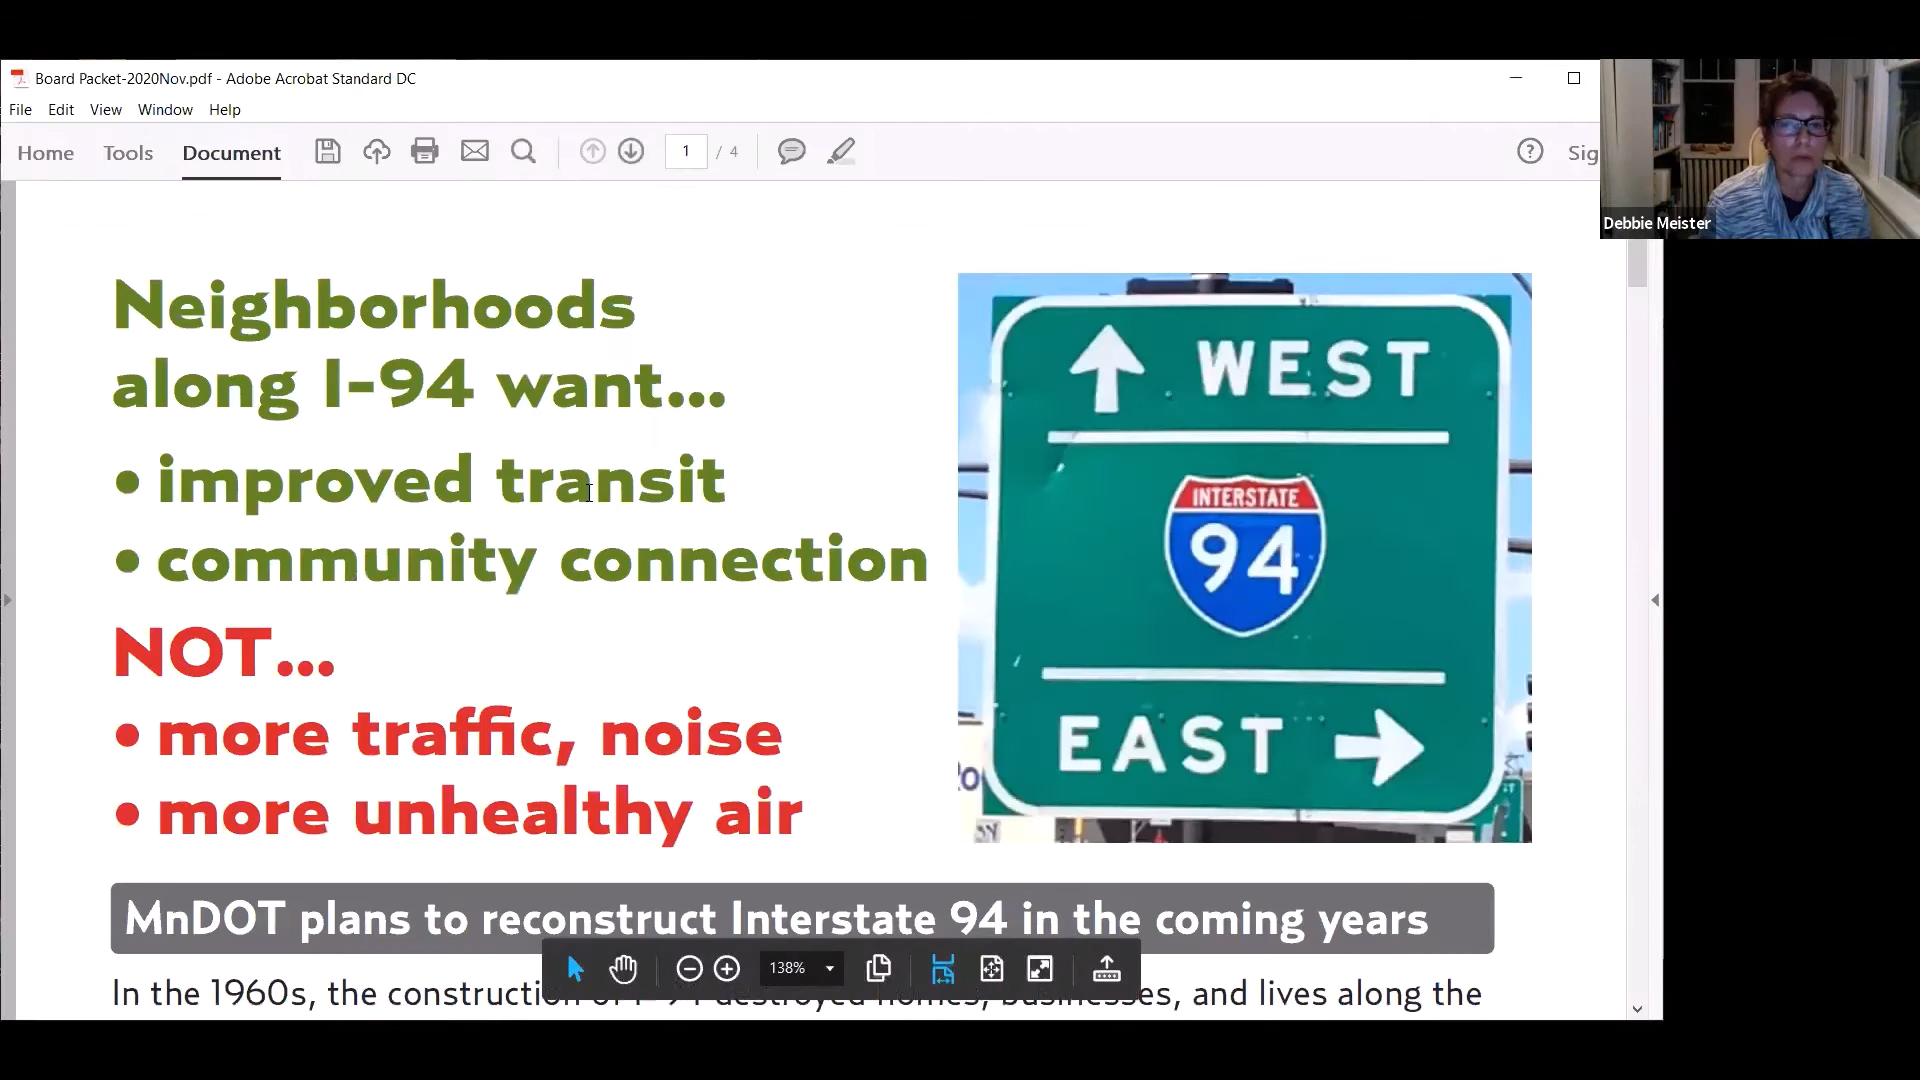 Board Packet-2020Nov.pdf - Adobe Acrobat Standard DC
File Edit View Window Help
Home Tools Document 1 / 4 Sig
Debbie Meister
Neighborhoods
along I-94 want...
• improved transit
• community connection
NOT...
• more traffic, noise
• more unhealthy air
WEST
INTERSTATE
94
EAST
MnDOT plans to reconstruct Interstate 94 in the coming years
138%
In the 1960s, the construction of I-94 destroyed homes, businesses, and lives along the